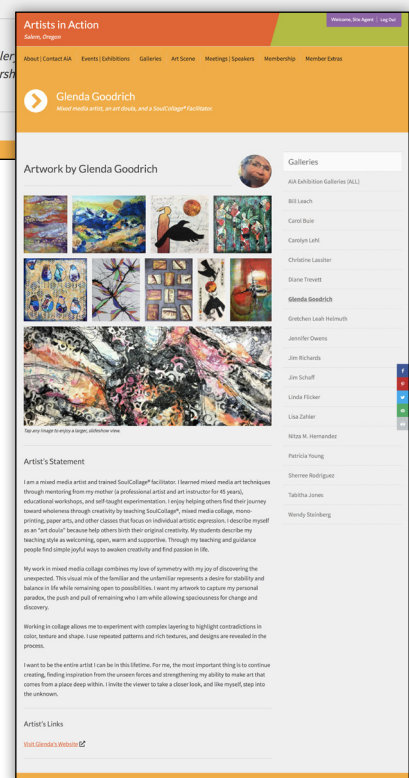 Artists in Action
Salem, Oregon
Welcome, Site Agent | Log Out
About | Contact AiA Events | Exhibitions Galleries Art Scene Meetings | Speakers Membership Member Extras
Glenda Goodrich
Mixed media artist, an art doula, and a SoulCollage® Facilitator
Artwork by Glenda Goodrich
Tap any image to enjoy a larger, slideshow view.
Artist's Statement
I am a mixed media artist and trained SoulCollage® facilitator. I learned mixed media art techniques
through mentoring from my mother (a professional artist and art instructor for 45 years),
educational workshops, and self-taught experimentation. I enjoy helping others find their journey
toward wholeness through creativity by teaching SoulCollage®, mixed media collage, mono-
printing, paper arts, and other classes that focus on individual artistic expression. I describe myself
as an "art doula" because help others birth their original creativity. My students describe my
teaching style as welcoming, open, warm and supportive. Through my teaching and guidance
people find simple joyful ways to awaken creativity and find passion in life.
My work in mixed media collage combines my love of symmetry with my joy of discovering the
unexpected. This visual mix of the familiar and the unfamiliar represents a desire for stability and
balance in life while remaining open to possibilities. I want my artwork to capture my personal
paradox, the push and pull of remaining who I am while allowing spaciousness for change and
discovery.
Working in collage allows me to experiment with complex layering to highlight contradictions in
color, texture and shape. I use repeated patterns and rich textures, and designs are revealed in the
process.
I want to be the entire artist I can be in this lifetime. For me, the most important thing is to continue
creating, finding inspiration from the unseen forces and strengthening my ability to make art that
comes from a place deep within. I invite the viewer to take a closer look, and like myself, step into
the unknown.
Artist's Links
Visit Glenda's Website
Galleries
AiA Exhibition Galleries (ALL)
Bill Leach
Carol Buie
Carolyn Lehl
Christine Lassiter
Diane Trevett
Glenda Goodrich
Gretchen Leah Helmuth
Jennifer Owens
Jim Richards
Jim Schaff
Linda Flicker
Lisa Zahler
Nitza M. Hernandez
Patricia Young
Sherree Rodriguez
Tabitha Jones
Wendy Steinberg